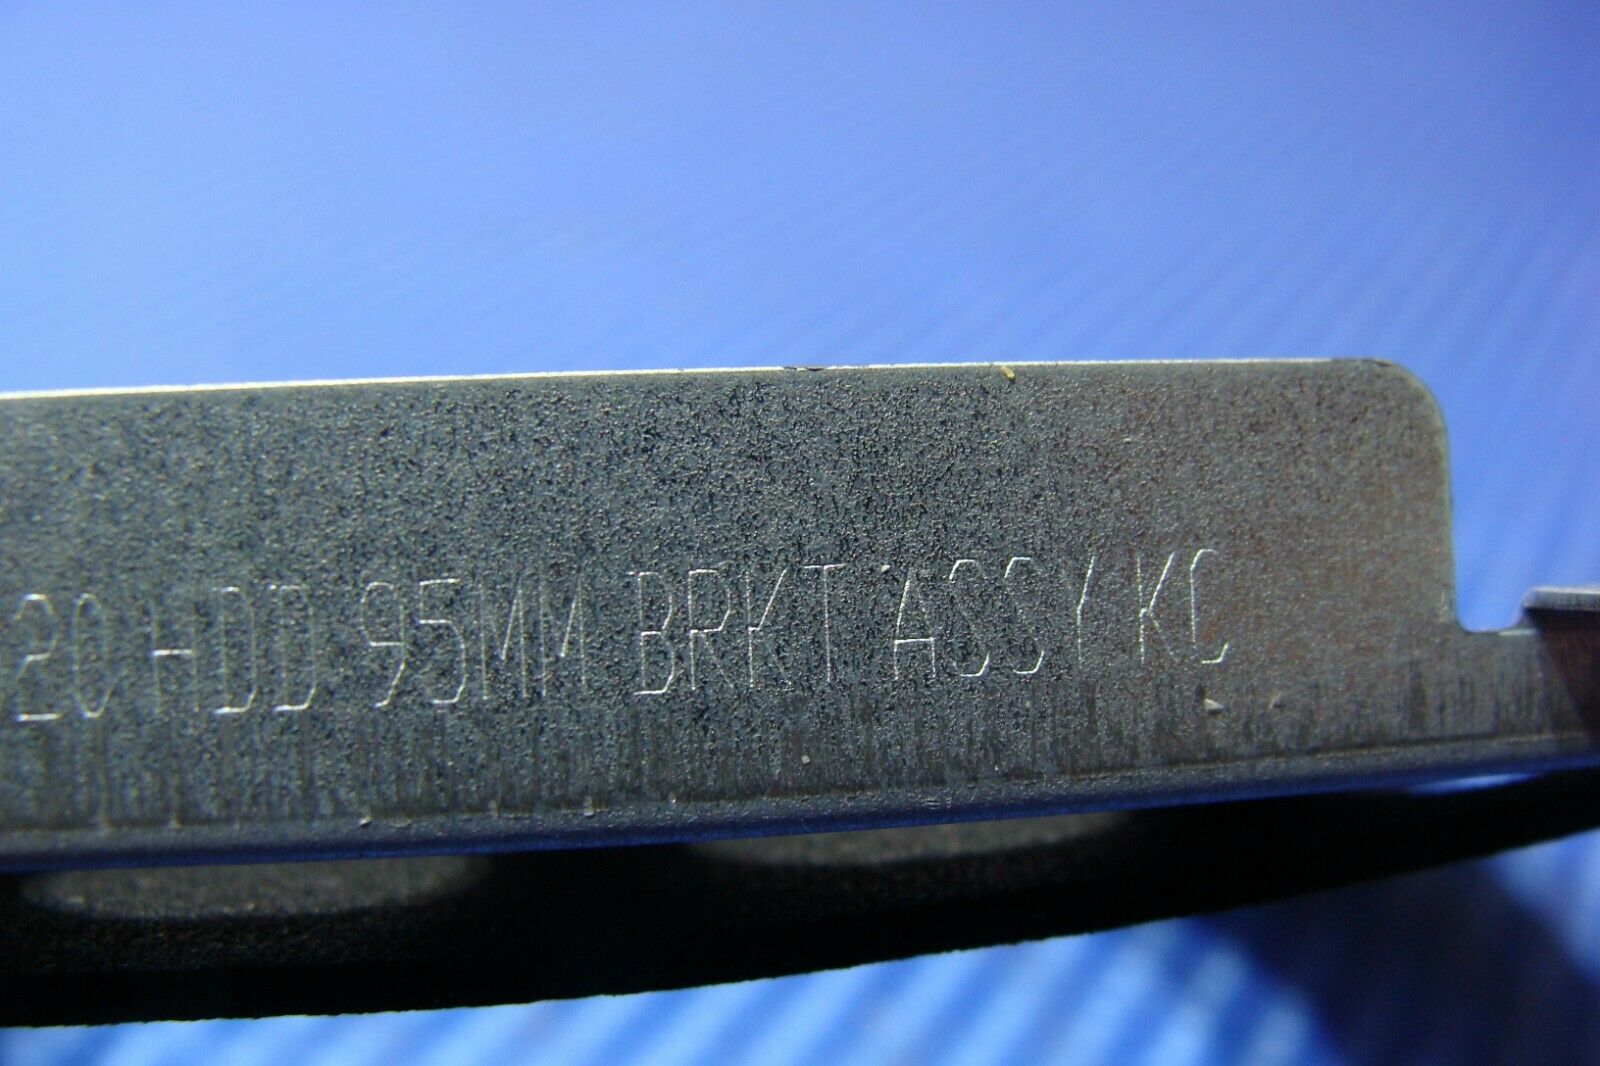 20 HDD 95MM BRKT ASSY KC